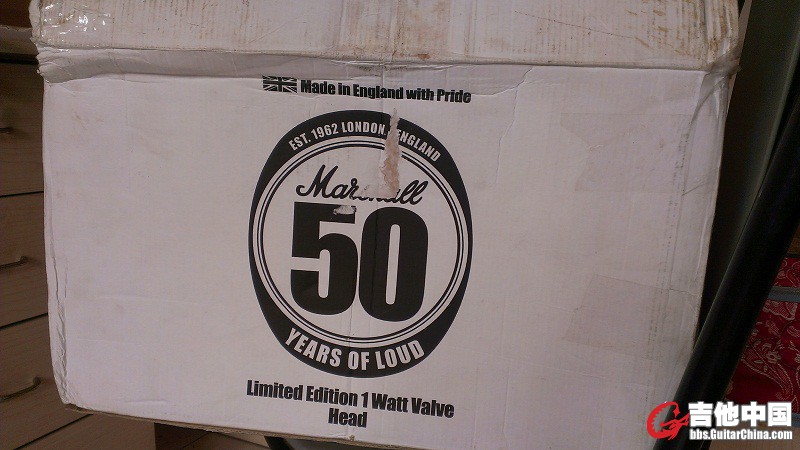 Made in England with Pride
EST. 1962 LONDON, ENGLAND
Marshall
50
YEARS OF LOUD
Limited Edition 1 Watt Valve
Head
吉他中国
bbs.GuitarChina.com